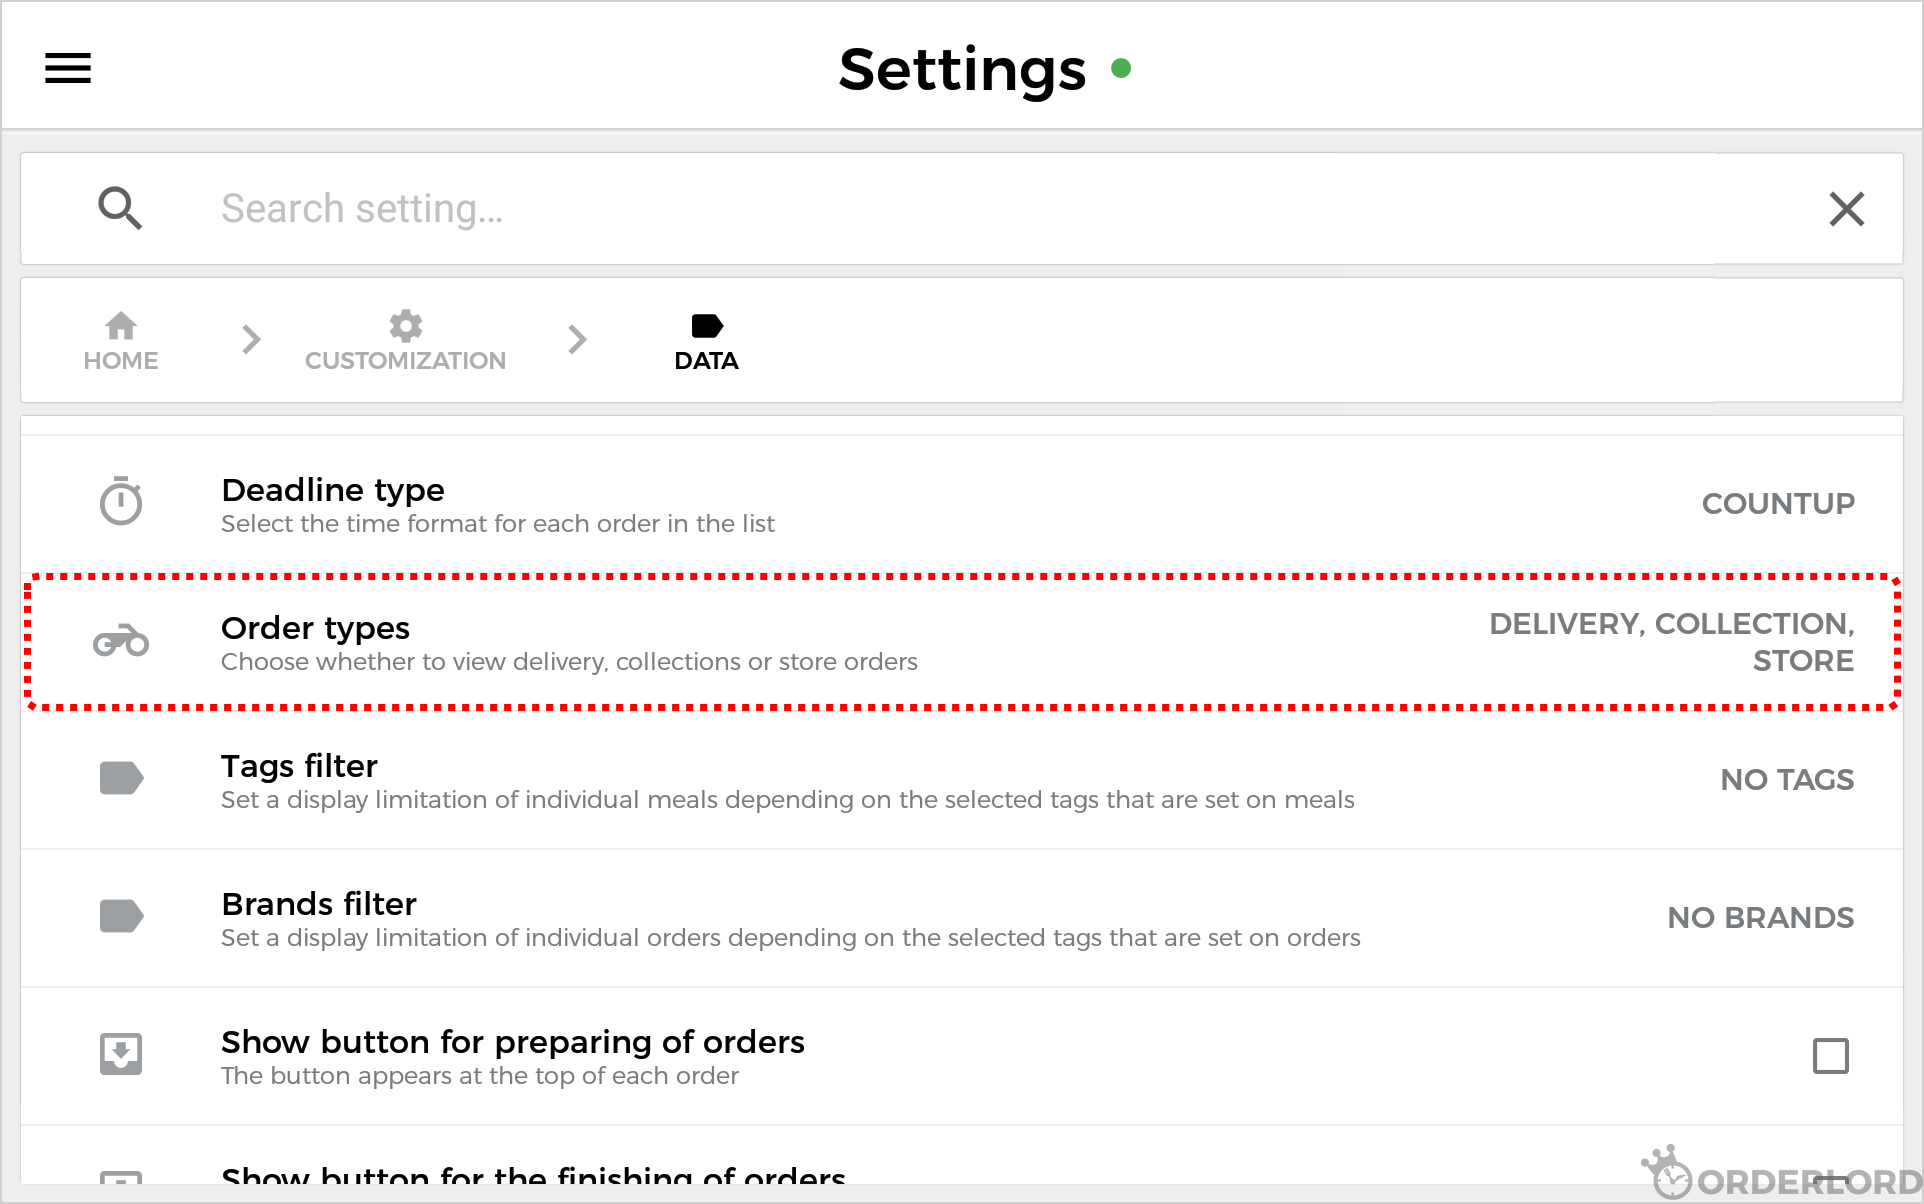 Settings
Search setting...
HOME
CUSTOMIZATION
DATA
Deadline type
Select the time format for each order in the list
COUNTUP
Order types
Choose whether to view delivery, collections or store orders
DELIVERY, COLLECTION,
STORE
Tags filter
Set a display limitation of individual meals depending on the selected tags that are set on meals
NO TAGS
Brands filter
Set a display limitation of individual orders depending on the selected tags that are set on orders
NO BRANDS
Show button for preparing of orders
The button appears at the top of each order
Show button for the finishing of orders
ORDERLORD